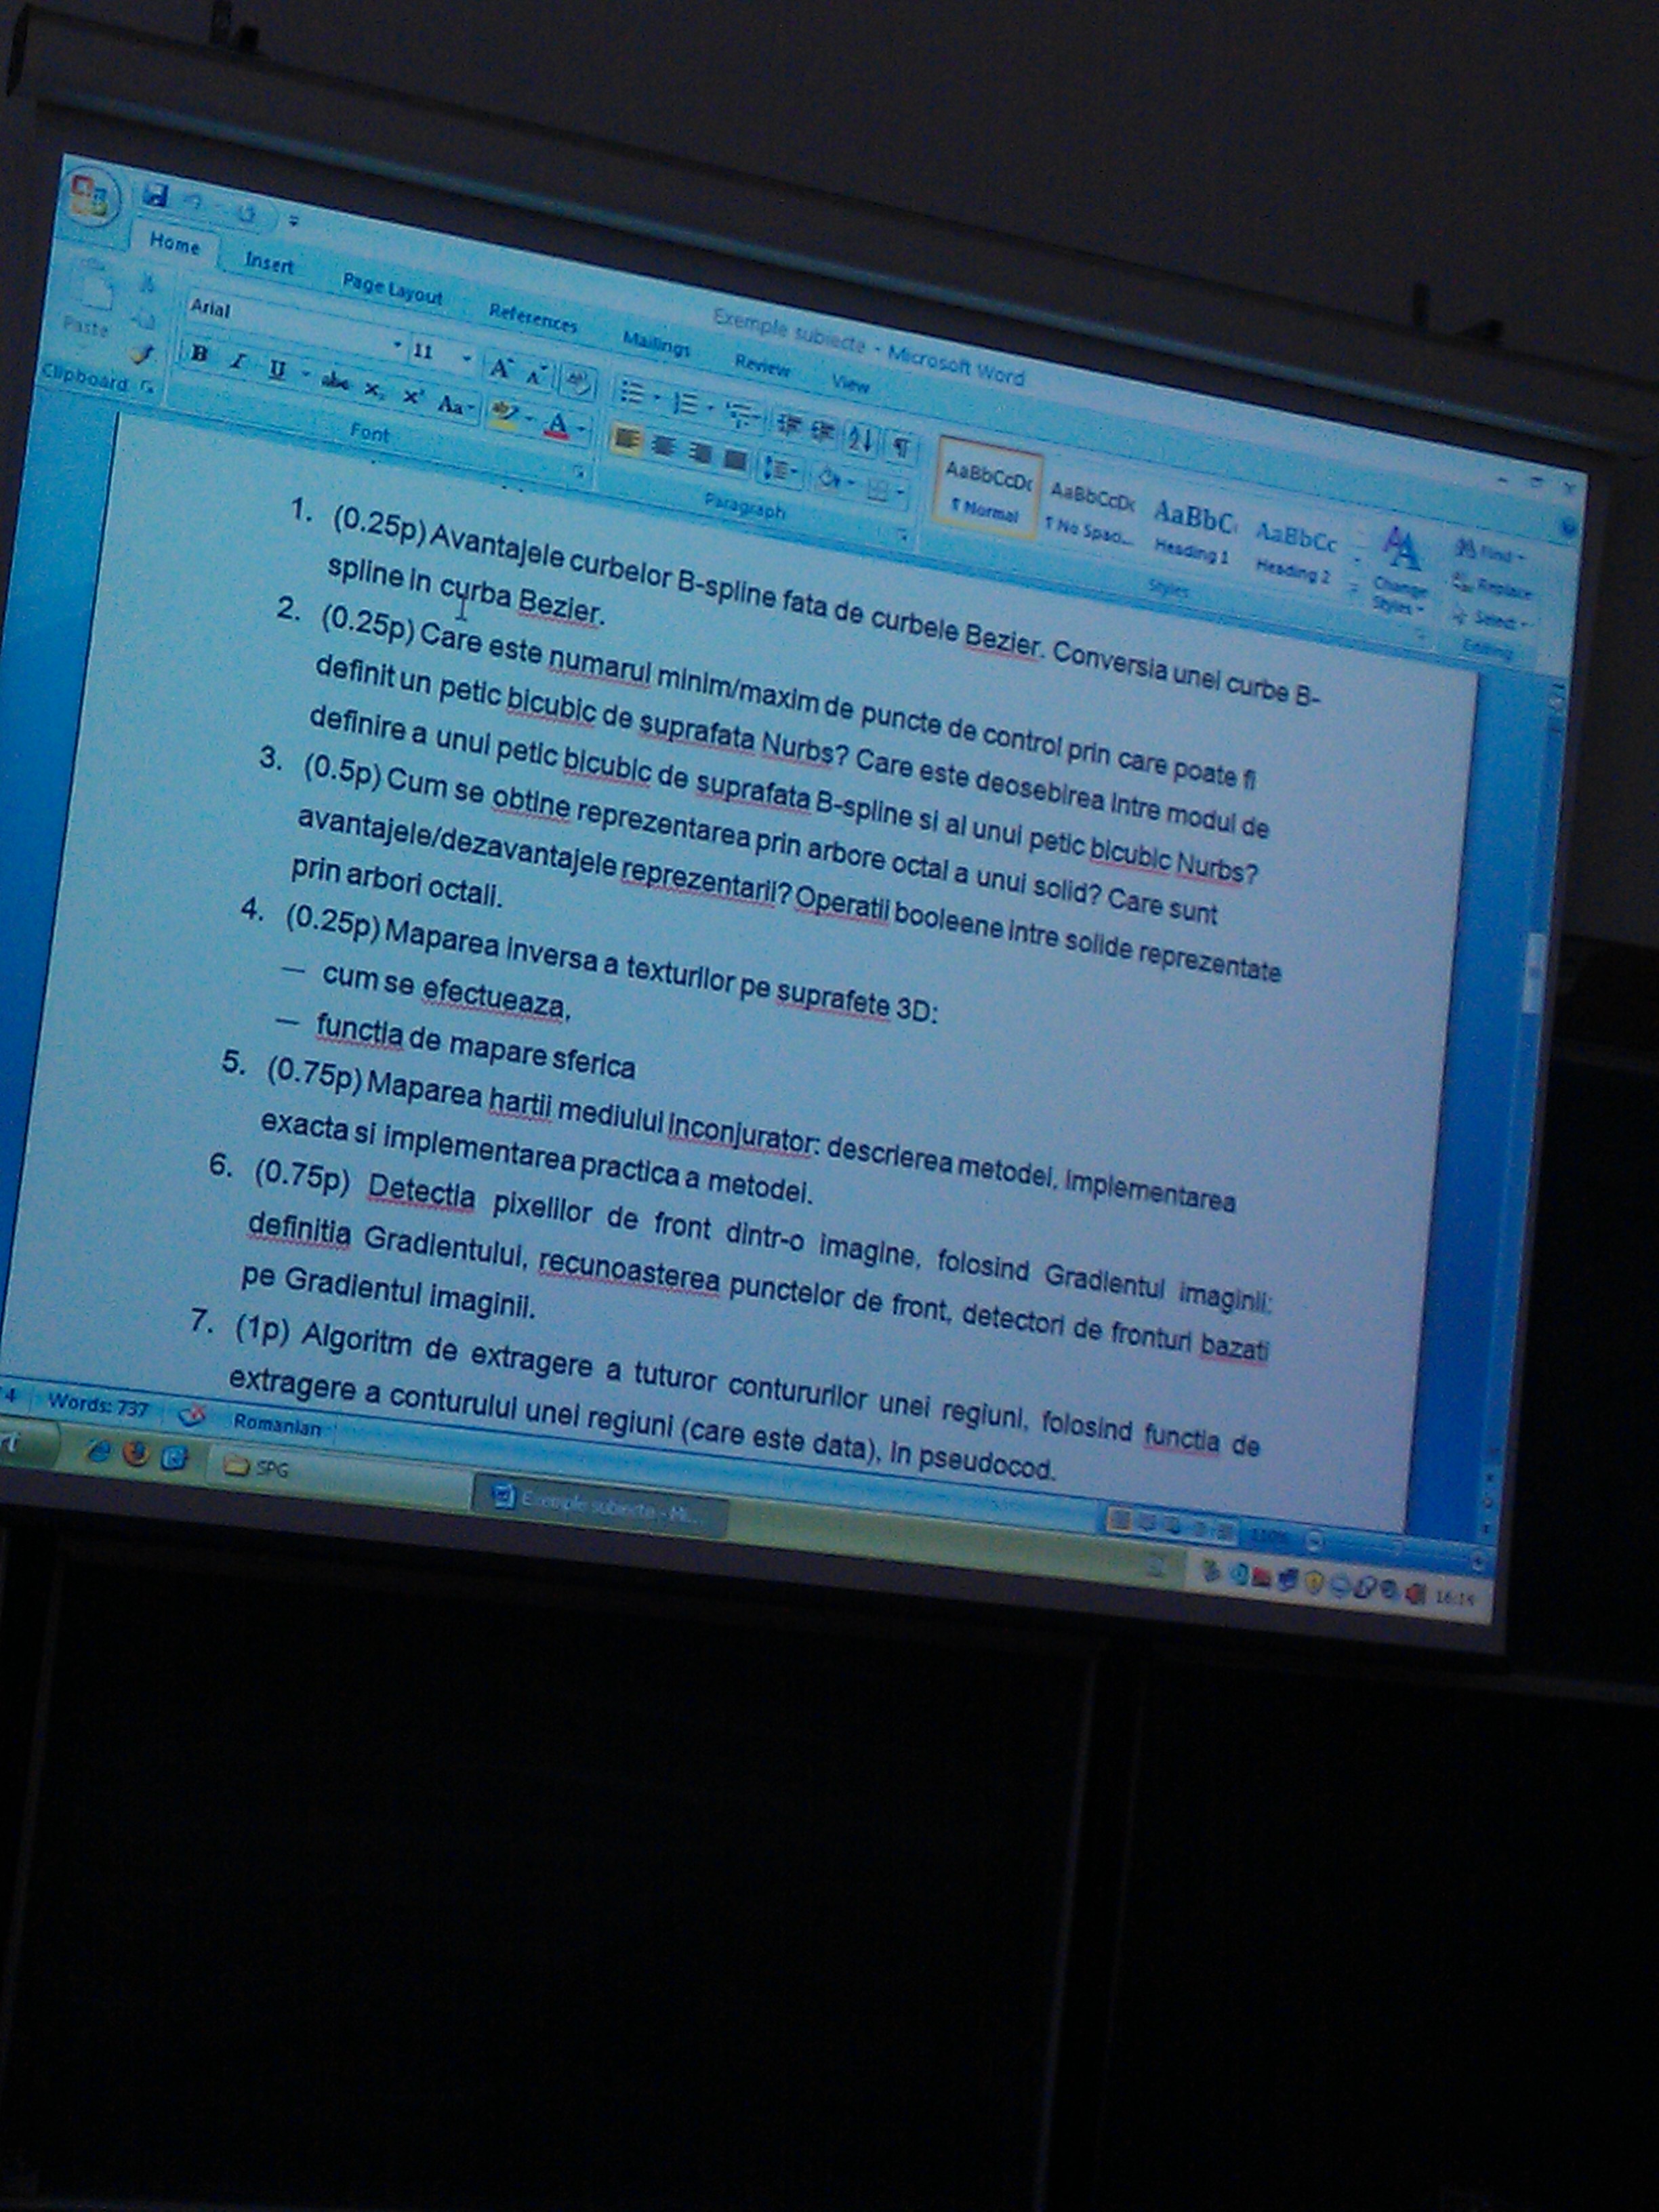 Exemple subiecte - Microsoft Word
Home Insert Page Layout References Mailings Review View
Paste
Clipboard
Arial 11
B I U abc x₂ x² Aa
Font
Paragraph
AaBbCcDc AaBbCcDc AaBbC AaBbCc
¶ Normal ¶ No Spaci... Heading 1 Heading 2
Change
Styles
Styles
Find
Replace
Select
Editing
1. (0.25p) Avantajele curbelor B-spline fata de curbele Bezier. Conversia unei curbe B-
spline in curba Bezier.
2. (0.25p) Care este numarul minim/maxim de puncte de control prin care poate fi
definit un petic bicubic de suprafata Nurbs? Care este deosebirea intre modul de
definire a unui petic bicubic de suprafata B-spline si al unui petic bicubic Nurbs?
3. (0.5p) Cum se obtine reprezentarea prin arbore octal a unui solid? Care sunt
avantajele/dezavantajele reprezentarii? Operatii booleene intre solide reprezentate
prin arbori octali.
4. (0.25p) Maparea inversa a texturilor pe suprafete 3D:
— cum se efectueaza,
— functia de mapare sferica
5. (0.75p) Maparea hartii mediului inconjurator: descrierea metodei, implementarea
exacta si implementarea practica a metodei.
6. (0.75p) Detectia pixelilor de front dintr-o imagine, folosind Gradientul imaginii:
definitia Gradientului, recunoasterea punctelor de front, detectori de fronturi bazati
pe Gradientul imaginii.
7. (1p) Algoritm de extragere a tuturor contururilor unei regiuni, folosind functia de
extragere a conturului unei regiuni (care este data), in pseudocod.
4 Words: 737 Romanian
SPG Exemple subiecte - Mi...